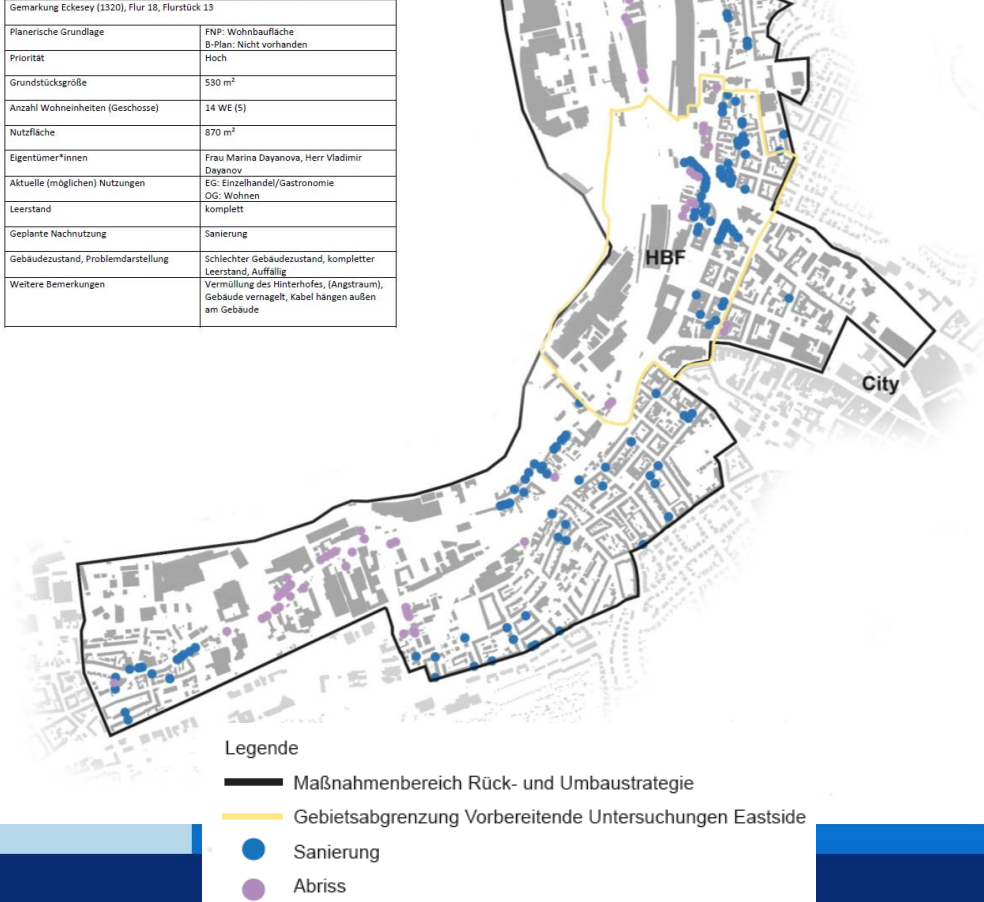 Gemarkung Eckesey (1320), Flur 18, Flurstück 13
Planerische Grundlage
FNP: Wohnbaufläche
B-Plan: Nicht vorhanden
Priorität
Hoch
Grundstücksgröße
530 m²
Anzahl Wohneinheiten (Geschosse)
14 WE (5)
Nutzfläche
870 m²
Eigentümer*innen
Frau Marina Dayanova, Herr Vladimir
Dayanov
Aktuelle (möglichen) Nutzungen
EG: Einzelhandel/Gastronomie
OG: Wohnen
Leerstand
komplett
Geplante Nachnutzung
Sanierung
Gebäudezustand, Problemdarstellung
Schlechter Gebäudezustand, kompletter
Leerstand, Auffällig
Weitere Bemerkungen
Vermüllung des Hinterhofes, (Angstraum),
Gebäude vernagelt, Kabel hängen außen
am Gebäude
HBF
City
Legende
Maßnahmenbereich Rück- und Umbaustrategie
Gebietsabgrenzung Vorbereitende Untersuchungen Eastside
Sanierung
Abriss